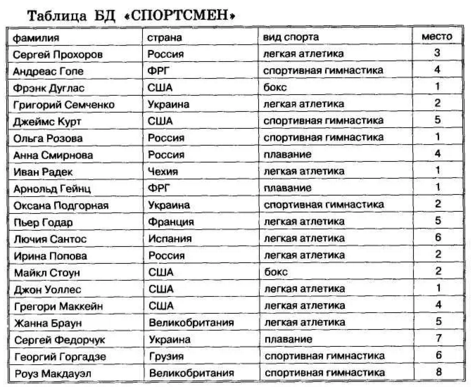 Таблица БД «СПОРТСМЕН»
фамилия страна вид спорта место
Сергей Прохоров Россия легкая атлетика 3
Андреас Гопе ФРГ спортивная гимнастика 4
Фрэнк Дуглас США бокс 1
Григорий Семченко Украина легкая атлетика 2
Джеймс Курт США спортивная гимнастика 5
Ольга Розова Россия спортивная гимнастика 1
Анна Смирнова Россия плавание 4
Иван Радек Чехия легкая атлетика 1
Арнольд Гейнц ФРГ плавание 1
Оксана Подгорная Украина спортивная гимнастика 2
Пьер Годар Франция легкая атлетика 5
Лючия Сантос Испания легкая атлетика 6
Ирина Попова Россия легкая атлетика 2
Майкл Стоун США бокс 2
Джон Уоллес США легкая атлетика 1
Грегори Маккейн США легкая атлетика 4
Жанна Браун Великобритания легкая атлетика 5
Сергей Федорчук Украина плавание 7
Георгий Горгадзе Грузия спортивная гимнастика 6
Роуз Макдауэл Великобритания спортивная гимнастика 8